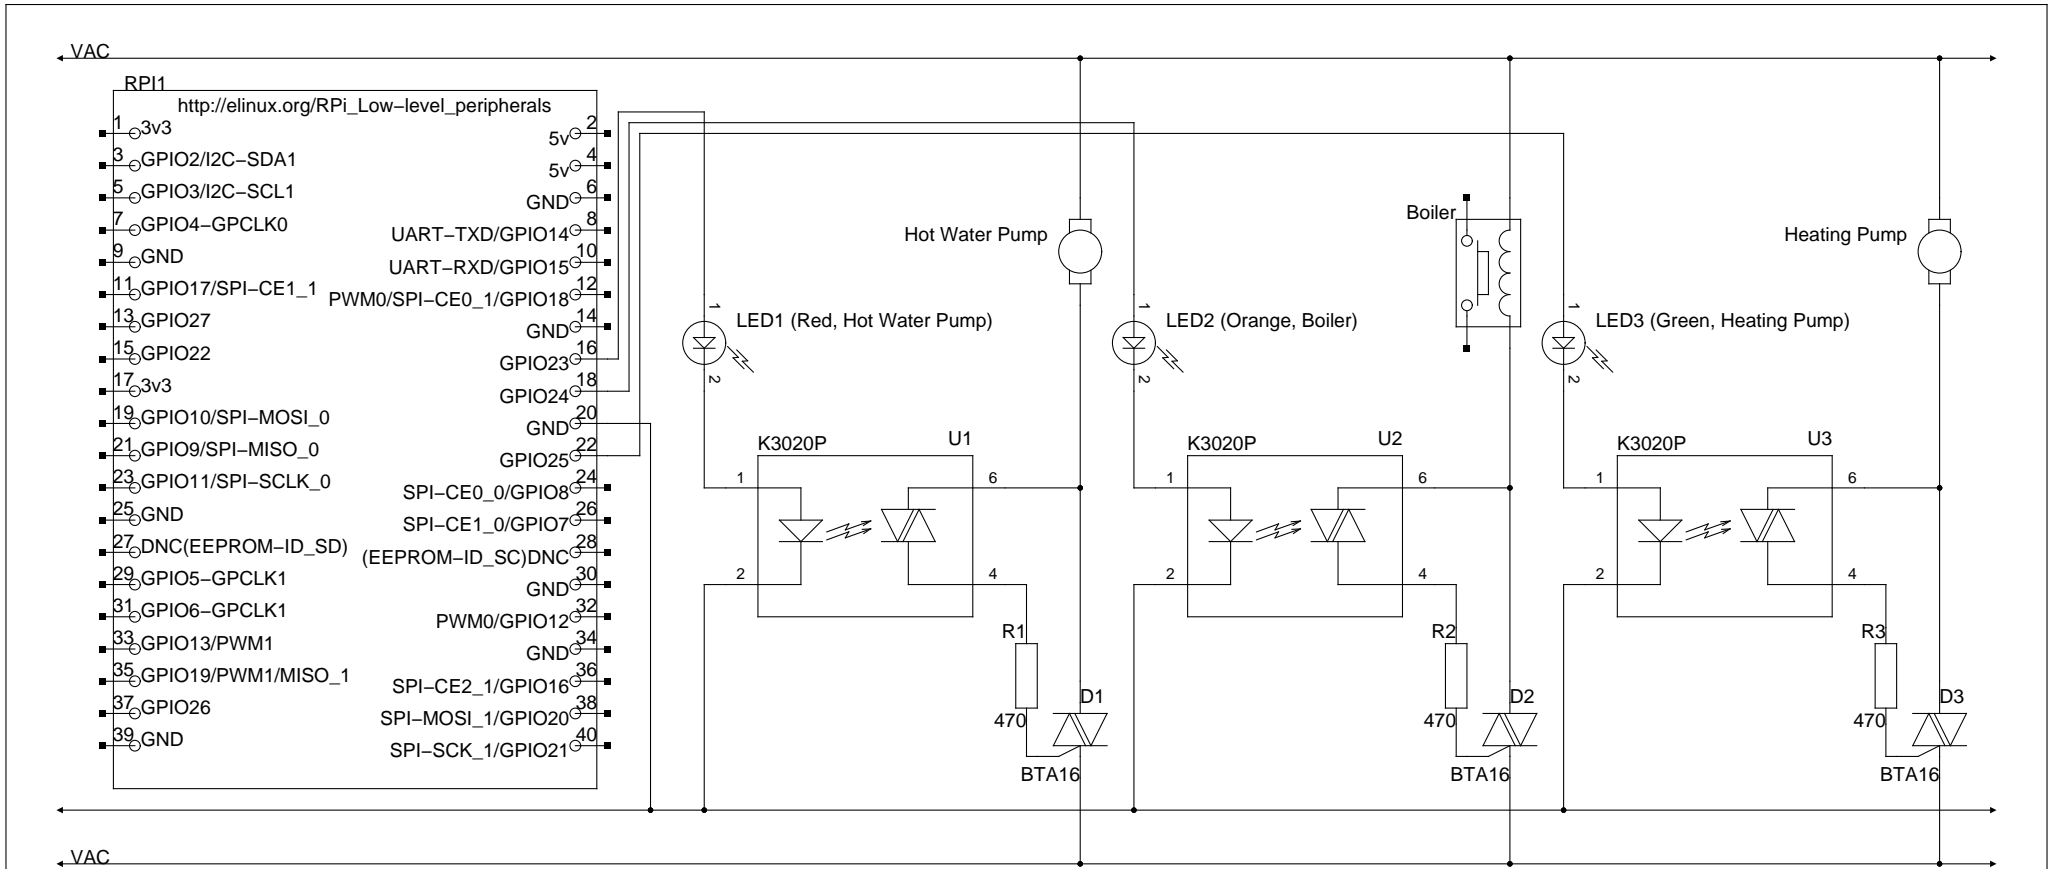 VAC
RPI1
http://elinux.org/RPi_Low−level_peripherals
1 3v3
5v 2
3 GPIO2/I2C−SDA1
5v 4
5 GPIO3/I2C−SCL1
GND 6
7 GPIO4−GPCLK0
UART−TXD/GPIO14 8
9 GND
UART−RXD/GPIO15 10
11 GPIO17/SPI−CE1_1
PWM0/SPI−CE0_1/GPIO18 12
13 GPIO27
GND 14
15 GPIO22
GPIO23 16
17 3v3
GPIO24 18
19 GPIO10/SPI−MOSI_0
GND 20
21 GPIO9/SPI−MISO_0
GPIO25 22
23 GPIO11/SPI−SCLK_0
SPI−CE0_0/GPIO8 24
25 GND
SPI−CE1_0/GPIO7 26
27 DNC(EEPROM−ID_SD)
(EEPROM−ID_SC)DNC 28
29 GPIO5−GPCLK1
GND 30
31 GPIO6−GPCLK1
PWM0/GPIO12 32
33 GPIO13/PWM1
GND 34
35 GPIO19/PWM1/MISO_1
SPI−CE2_1/GPIO16 36
37 GPIO26
SPI−MOSI_1/GPIO20 38
39 GND
SPI−SCK_1/GPIO21 40
Hot Water Pump
1
LED1 (Red, Hot Water Pump)
2
K3020P U1
1 6
2 4
R1
470
D1
BTA16
Boiler
1
LED2 (Orange, Boiler)
2
K3020P U2
1 6
2 4
R2
470
D2
BTA16
Heating Pump
1
LED3 (Green, Heating Pump)
2
K3020P U3
1 6
2 4
R3
470
D3
BTA16
VAC